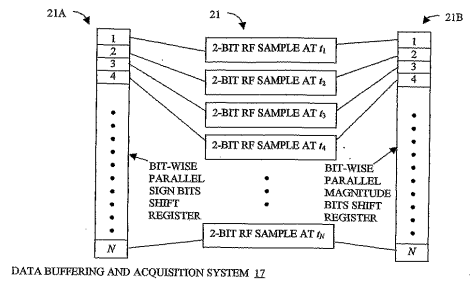 21A
21
21B
1
2
3
4
N
2-BIT RF SAMPLE AT t1
2-BIT RF SAMPLE AT t2
2-BIT RF SAMPLE AT t3
2-BIT RF SAMPLE AT t4
2-BIT RF SAMPLE AT tN
1
2
3
4
N
BIT-WISE
PARALLEL
SIGN BITS
SHIFT
REGISTER
BIT-WISE
PARALLEL
MAGNITUDE
BITS SHIFT
REGISTER
DATA BUFFERING AND ACQUISITION SYSTEM 17